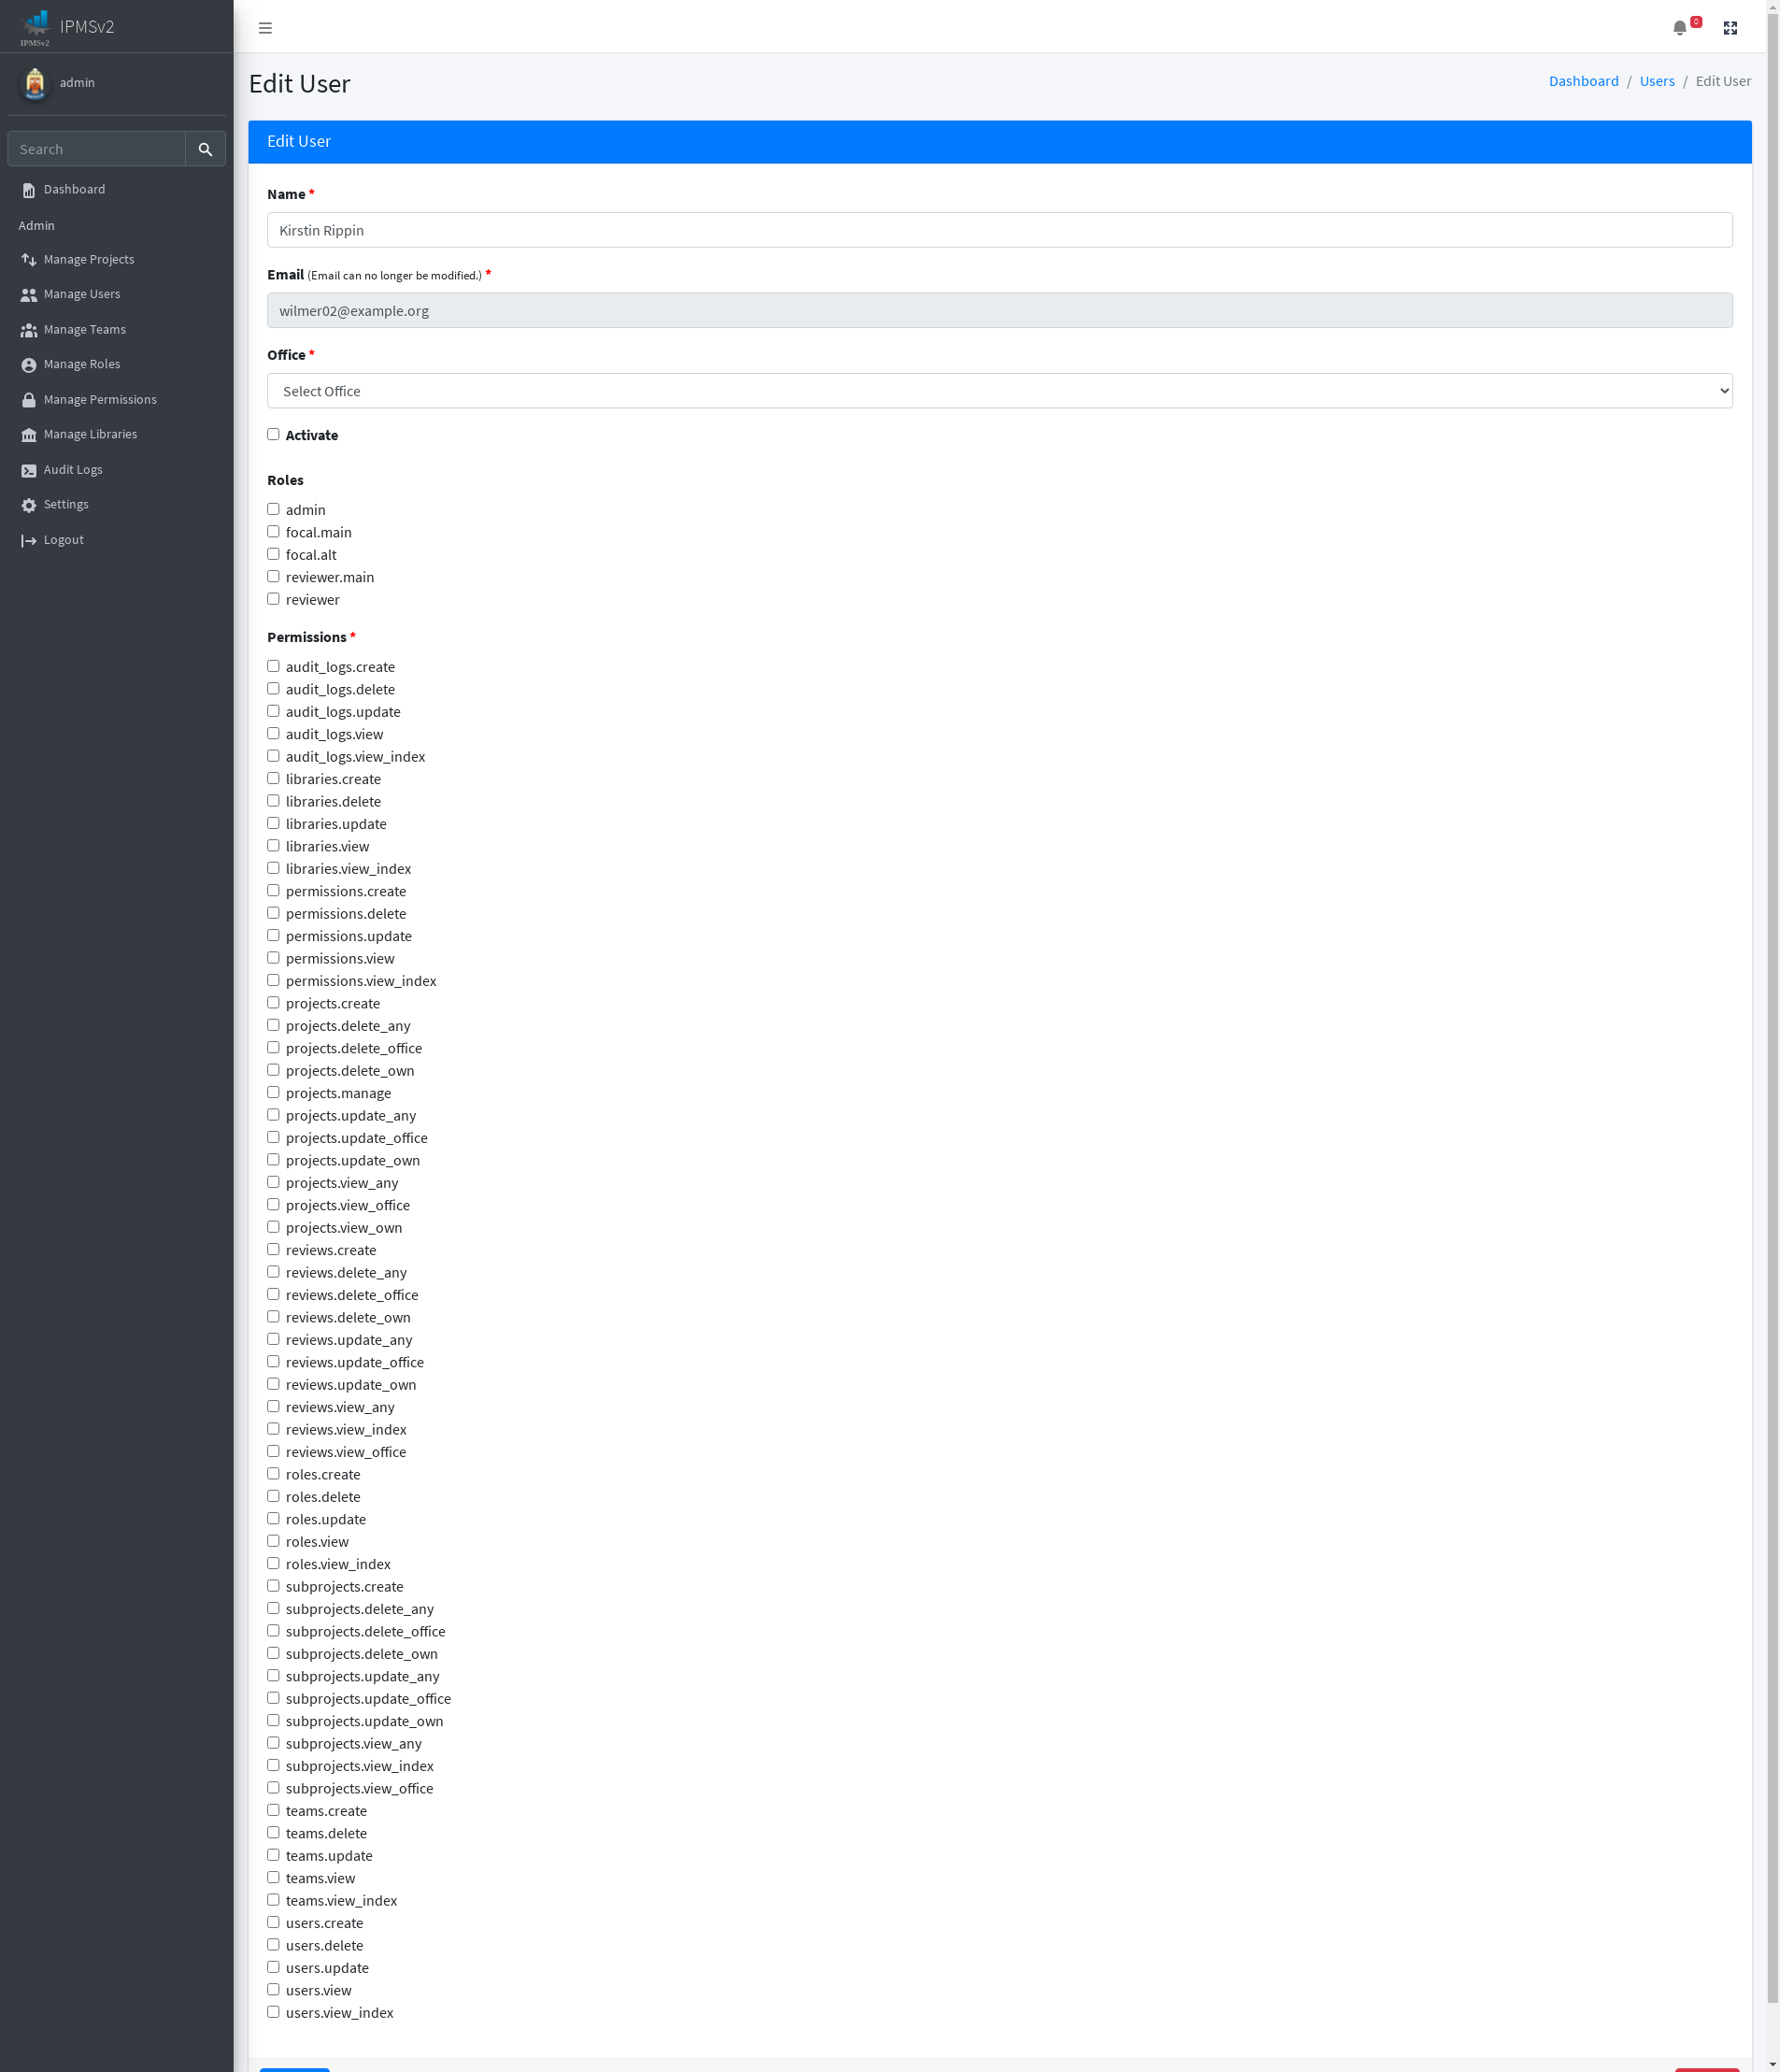 IPMSv2
IPMSv2
0
admin
Edit User
Dashboard / Users / Edit User
Search
Dashboard
Admin
Manage Projects
Manage Users
Manage Teams
Manage Roles
Manage Permissions
Manage Libraries
Audit Logs
Settings
Logout
Edit User
Name *
Kirstin Rippin
Email (Email can no longer be modified.) *
wilmer02@example.org
Office *
Select Office
Activate
Roles
admin
focal.main
focal.alt
reviewer.main
reviewer
Permissions *
audit_logs.create
audit_logs.delete
audit_logs.update
audit_logs.view
audit_logs.view_index
libraries.create
libraries.delete
libraries.update
libraries.view
libraries.view_index
permissions.create
permissions.delete
permissions.update
permissions.view
permissions.view_index
projects.create
projects.delete_any
projects.delete_office
projects.delete_own
projects.manage
projects.update_any
projects.update_office
projects.update_own
projects.view_any
projects.view_office
projects.view_own
reviews.create
reviews.delete_any
reviews.delete_office
reviews.delete_own
reviews.update_any
reviews.update_office
reviews.update_own
reviews.view_any
reviews.view_index
reviews.view_office
roles.create
roles.delete
roles.update
roles.view
roles.view_index
subprojects.create
subprojects.delete_any
subprojects.delete_office
subprojects.delete_own
subprojects.update_any
subprojects.update_office
subprojects.update_own
subprojects.view_any
subprojects.view_index
subprojects.view_office
teams.create
teams.delete
teams.update
teams.view
teams.view_index
users.create
users.delete
users.update
users.view
users.view_index